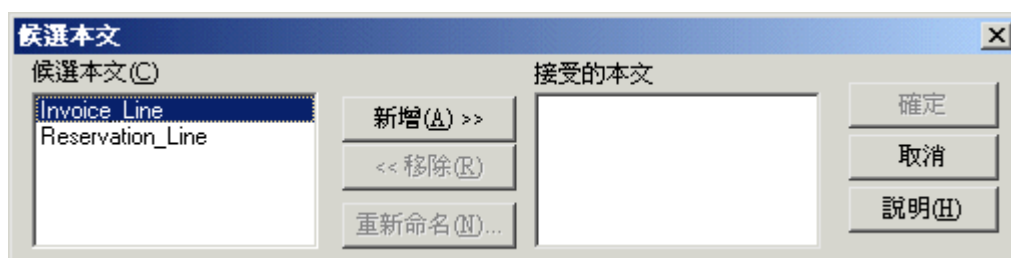 候選本文
候選本文(C)
Invoice_Line
Reservation_Line
新增(A) >>
<< 移除(R)
重新命名(N)...
接受的本文
確定
取消
說明(H)